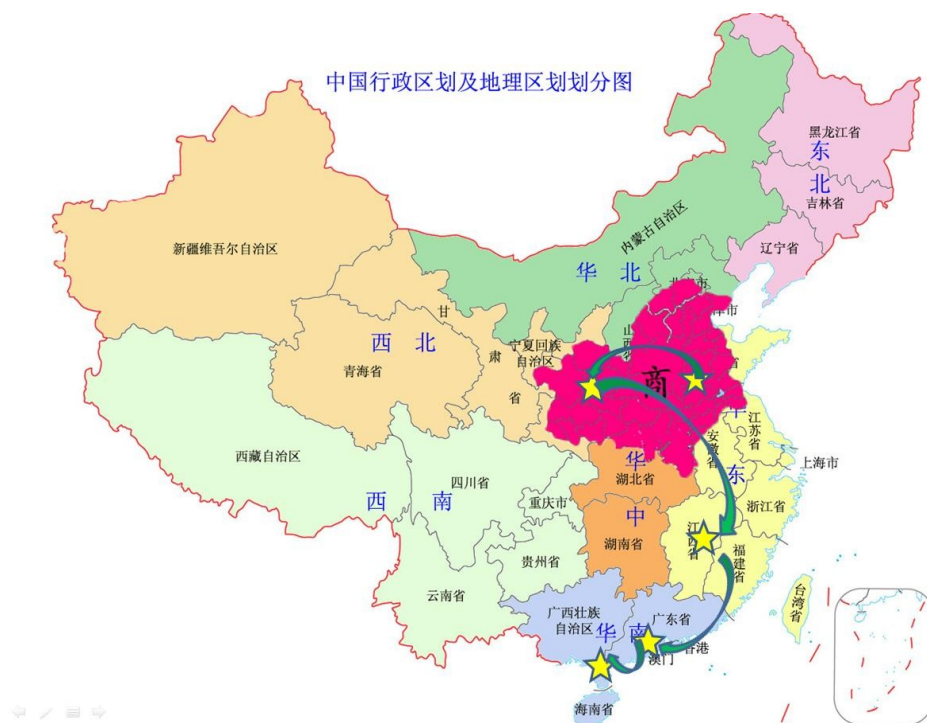 中国行政区划及地理区划划分图
黑龙江省
东
北
吉林省
辽宁省
内蒙古自治区
新疆维吾尔自治区
华 北
甘
肃
省
西 北
宁夏回族
自治区
青海省
山西省
津市
省
商
江苏省
安徽省
华
东
西藏自治区
四川省
湖北省
上海市
西 南
重庆市
中
浙江省
湖南省
江西省
福建省
贵州省
云南省
台湾省
广西壮族
自治区
广东省
华 南
香港
澳门
海南省